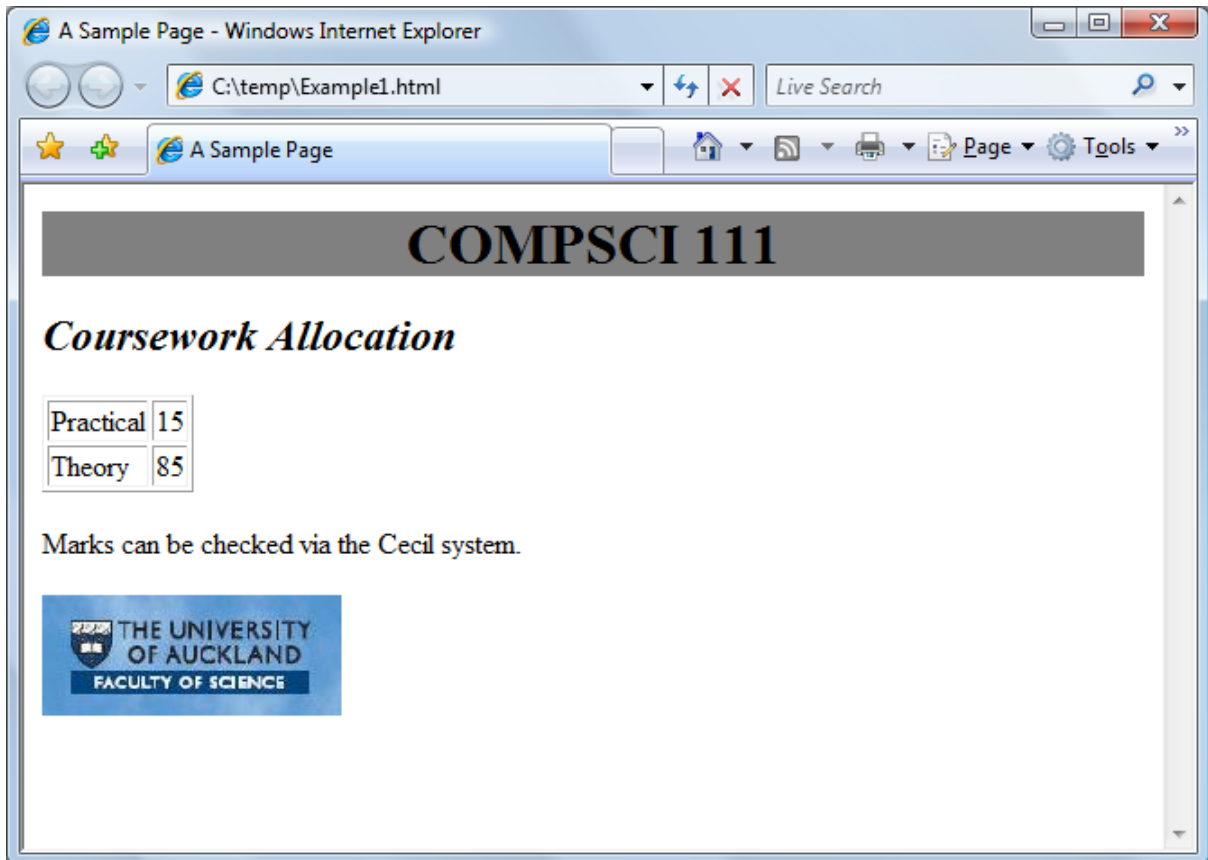 A Sample Page - Windows Internet Explorer
C:\temp\Example1.html Live Search
A Sample Page Page Tools »
COMPSCI 111
Coursework Allocation
Practical 15
Theory 85
Marks can be checked via the Cecil system.
THE UNIVERSITY
OF AUCKLAND
FACULTY OF SCIENCE